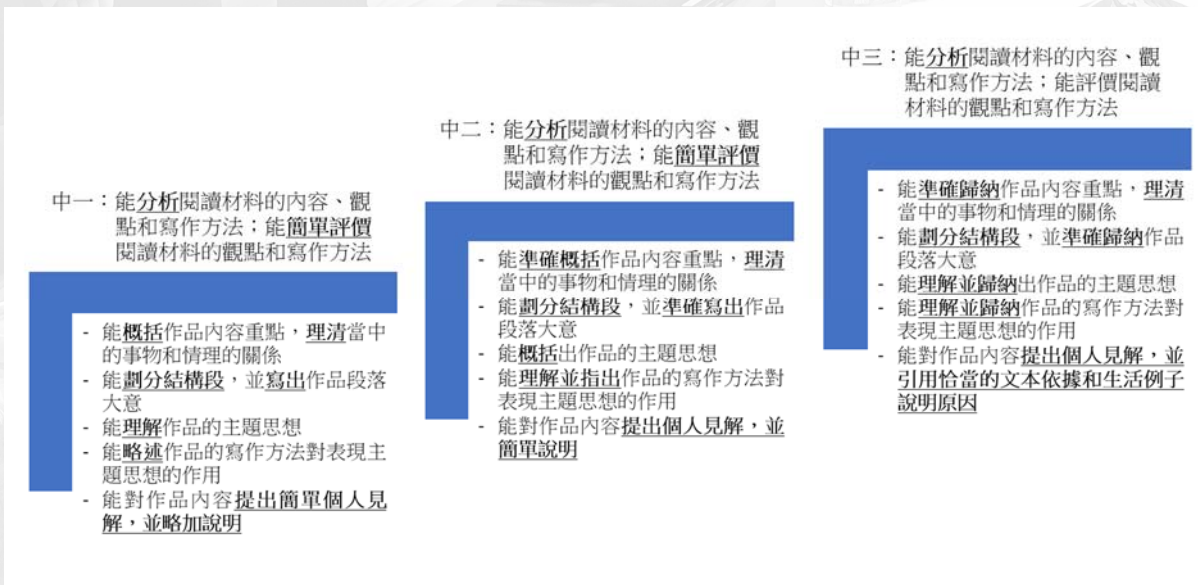 中一：能分析閱讀材料的內容、觀
點和寫作方法；能簡單評價
閱讀材料的觀點和寫作方法
- 能概括作品內容重點，理清當中
的事物和情理的關係
- 能劃分結構段，並寫出作品段落
大意
- 能理解作品的主題思想
- 能略述作品的寫作方法對表現主
題思想的作用
- 能對作品內容提出簡單個人見
解，並略加說明
中二：能分析閱讀材料的內容、觀
點和寫作方法；能簡單評價
閱讀材料的觀點和寫作方法
- 能準確概括作品內容重點，理清
當中的事物和情理的關係
- 能劃分結構段，並準確寫出作品
段落大意
- 能概括出作品的主題思想
- 能理解並指出作品的寫作方法對
表現主題思想的作用
- 能對作品內容提出個人見解，並
簡單說明
中三：能分析閱讀材料的內容、觀
點和寫作方法；能評價閱讀
材料的觀點和寫作方法
- 能準確歸納作品內容重點，理清
當中的事物和情理的關係
- 能劃分結構段，並準確歸納作品
段落大意
- 能理解並歸納出作品的主題思想
- 能理解並歸納作品的寫作方法對
表現主題思想的作用
- 能對作品內容提出個人見解，並
引用恰當的文本依據和生活例子
說明原因